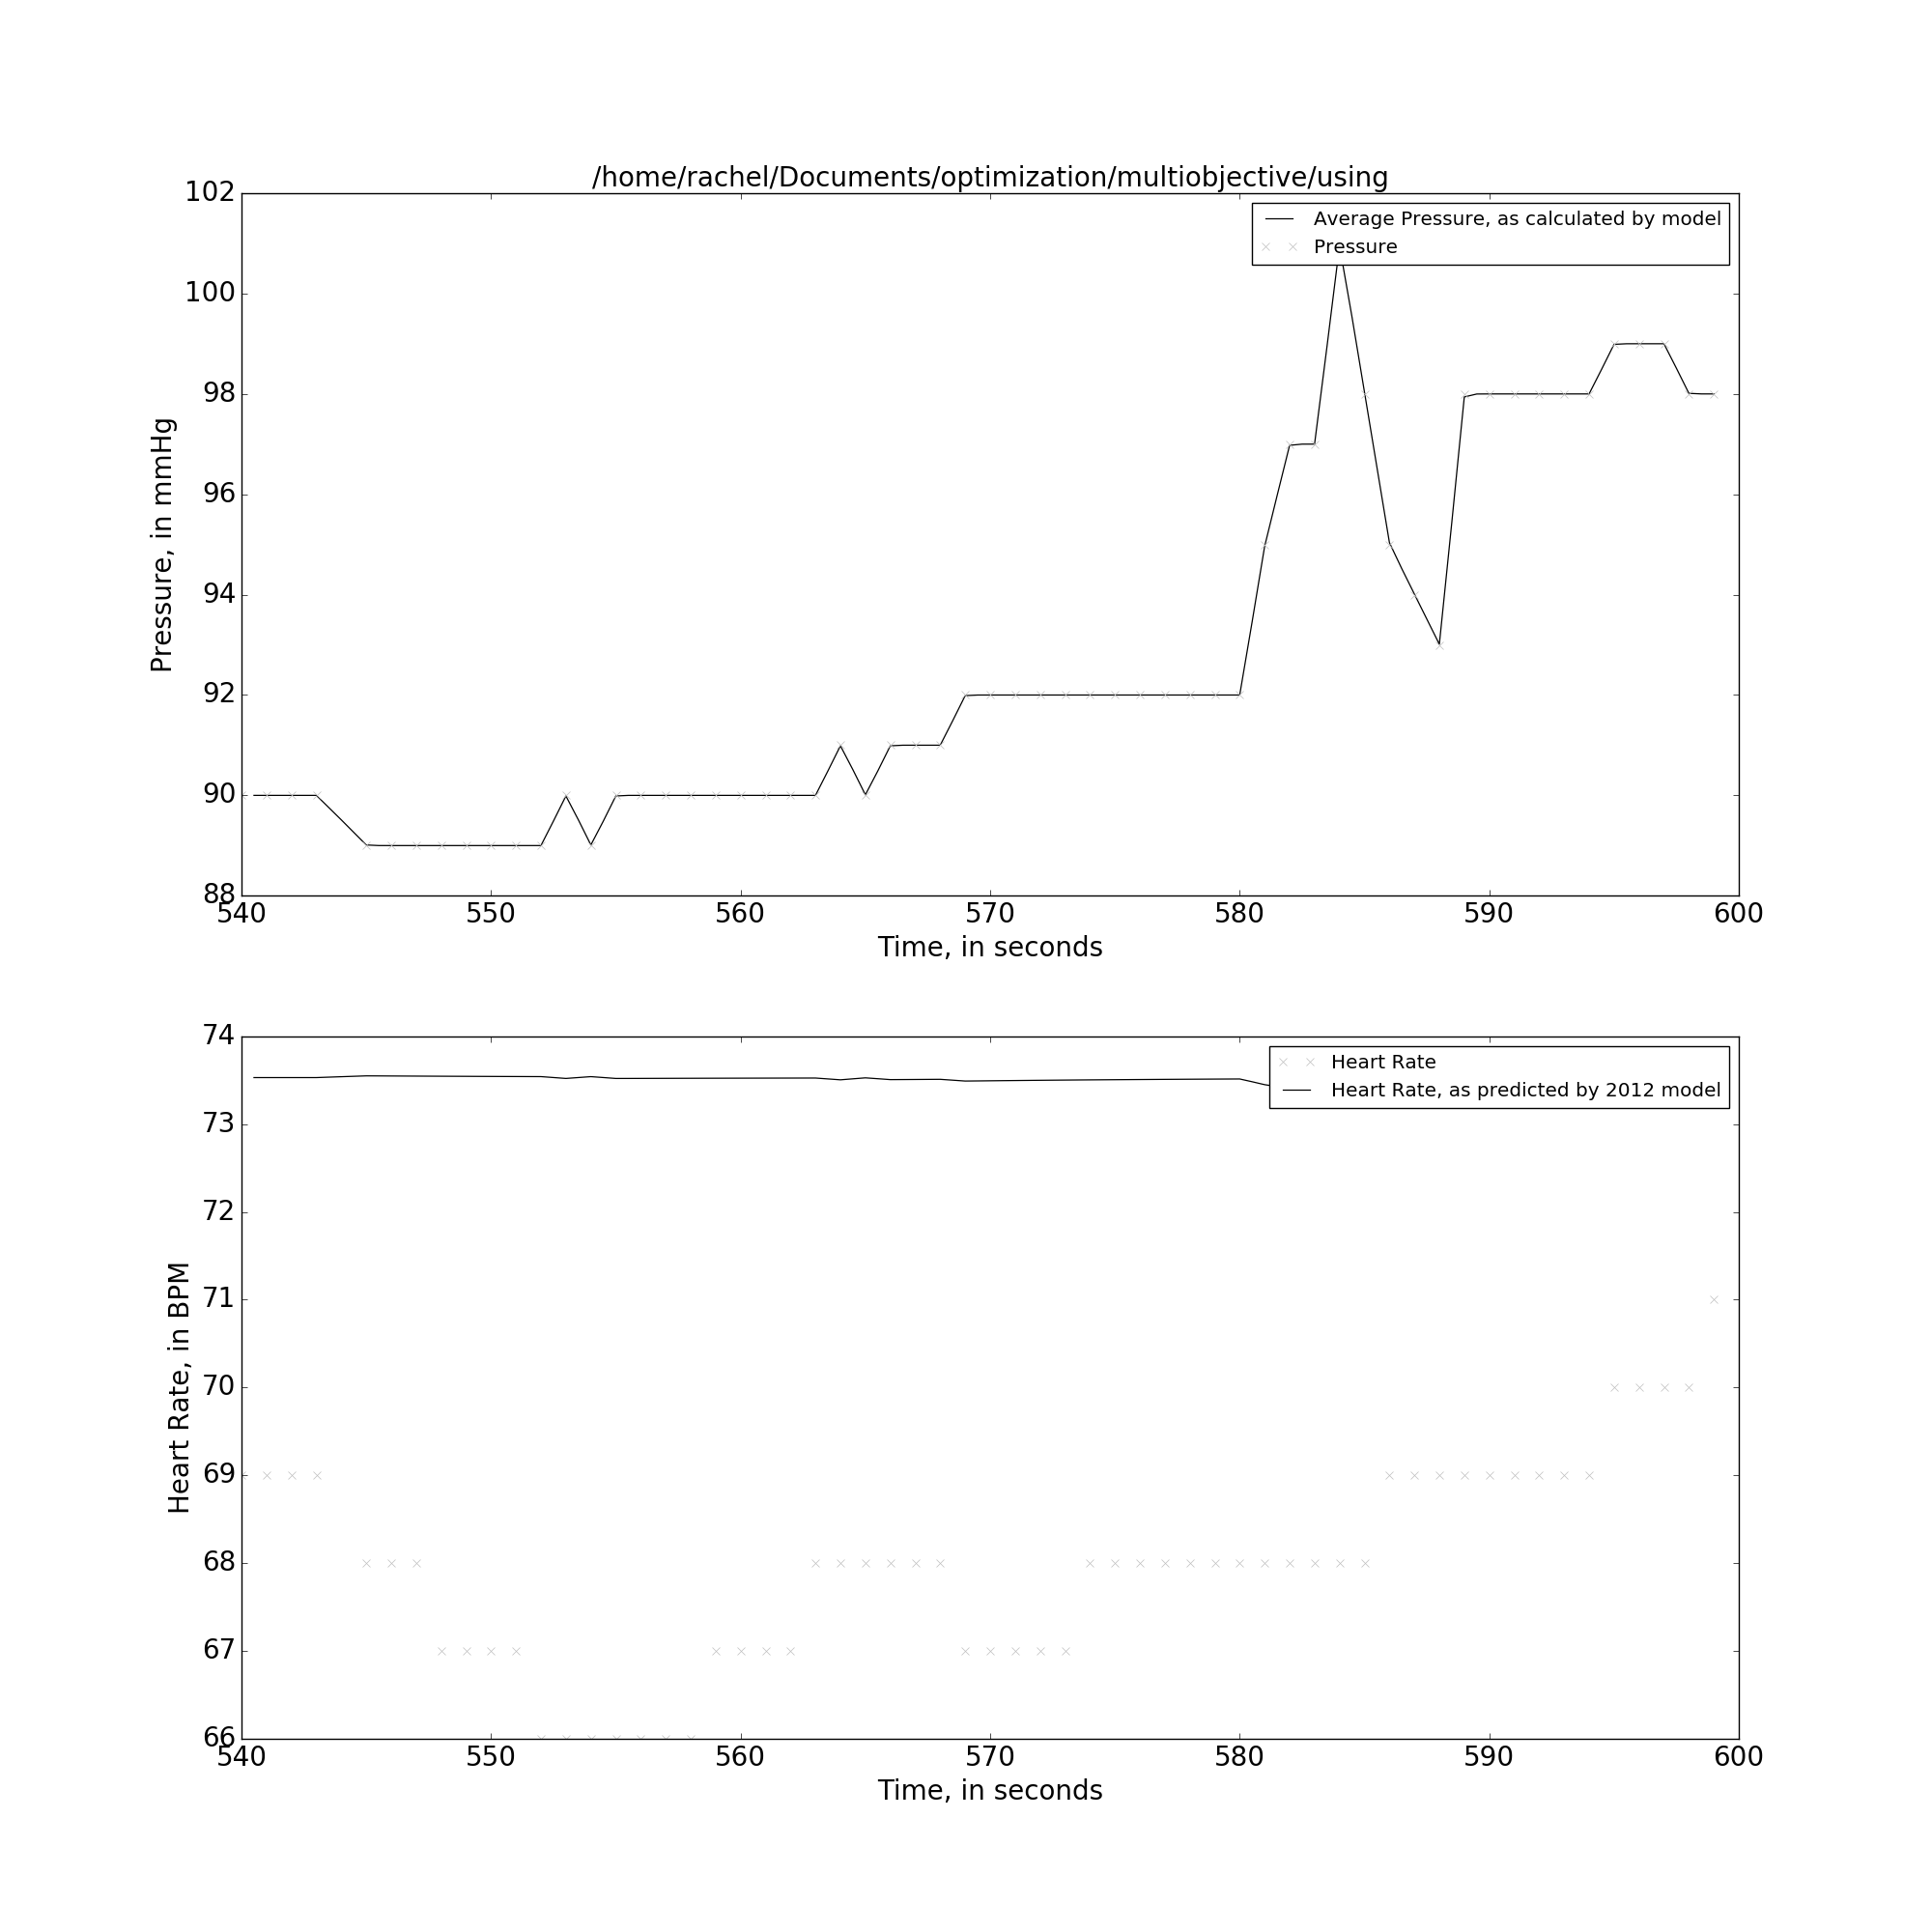 /home/rachel/Documents/optimization/multiobjective/using
102
100
98
96
94
92
90
88
Pressure, in mmHg
Average Pressure, as calculated by model
Pressure
540 550 560 570 580 590 600
Time, in seconds
74
73
72
71
70
69
68
67
66
Heart Rate, in BPM
Heart Rate
Heart Rate, as predicted by 2012 model
540 550 560 570 580 590 600
Time, in seconds